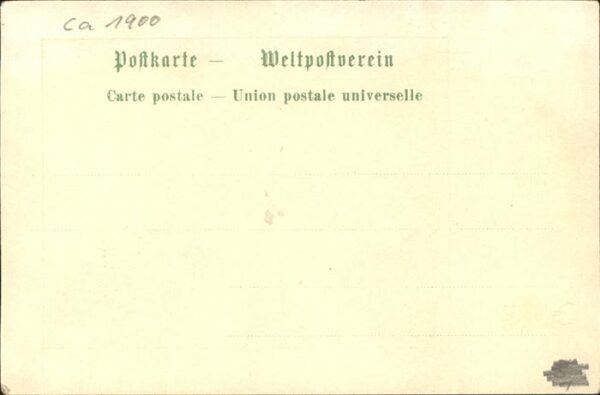 ca 1900
Postkarte — Weltpostverein
Carte postale — Union postale universelle